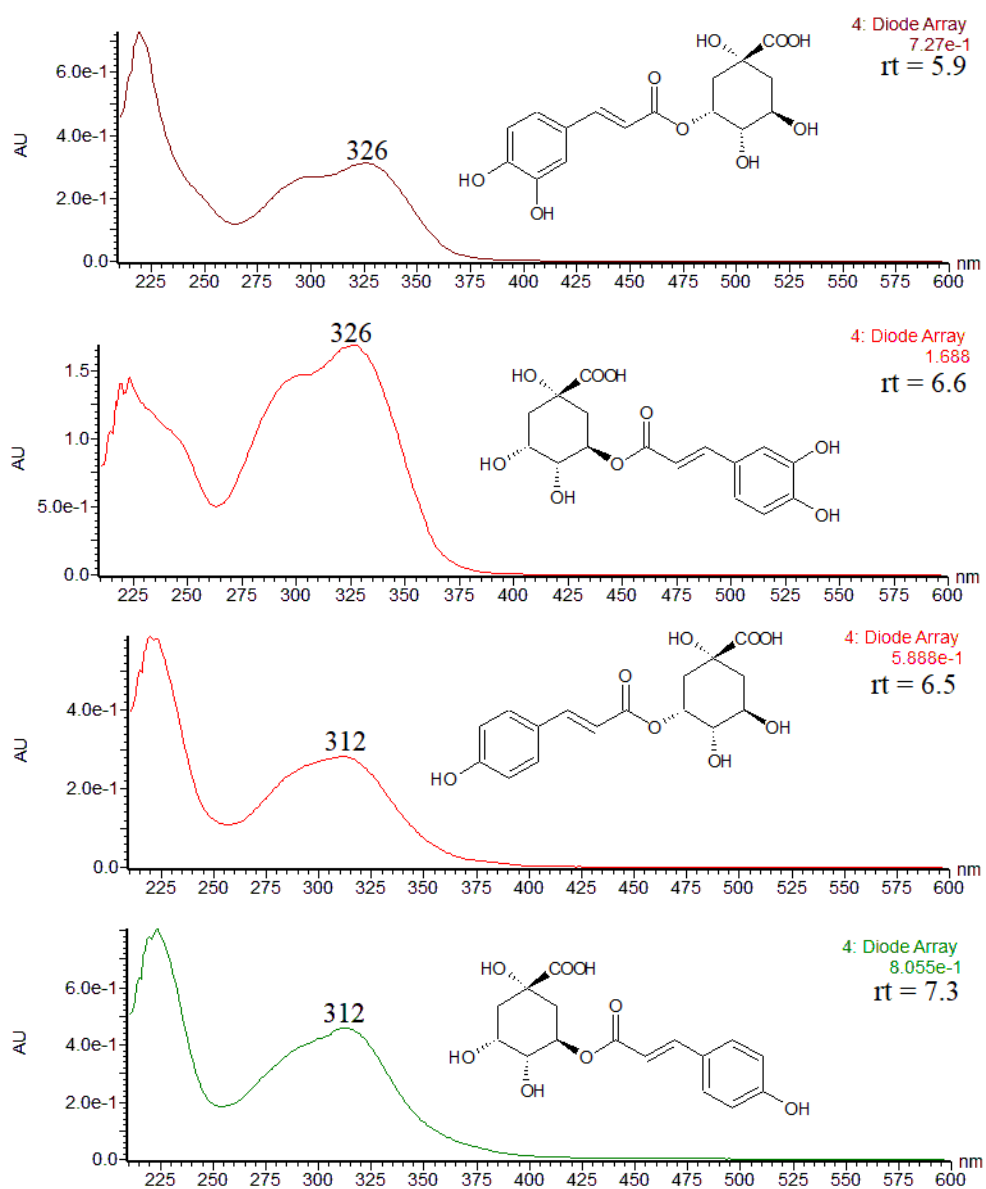 4: Diode Array
7.27e-1
rt = 5.9
AU
6.0e-1
4.0e-1
2.0e-1
0.0
326
HO COOH
O
O
OH
OH
HO
OH
225 250 275 300 325 350 375 400 425 450 475 500 525 550 575 600 nm
4: Diode Array
1.688
rt = 6.6
AU
1.5
1.0
5.0e-1
0.0
326
HO COOH
O
OH
HO
O
OH
OH
225 250 275 300 325 350 375 400 425 450 475 500 525 550 575 600 nm
4: Diode Array
5.888e-1
rt = 6.5
AU
4.0e-1
2.0e-1
0.0
312
HO COOH
O
O
OH
OH
HO
225 250 275 300 325 350 375 400 425 450 475 500 525 550 575 600 nm
4: Diode Array
8.055e-1
rt = 7.3
AU
6.0e-1
4.0e-1
2.0e-1
0.0
312
HO COOH
O
HO
O
OH
OH
225 250 275 300 325 350 375 400 425 450 475 500 525 550 575 600 nm